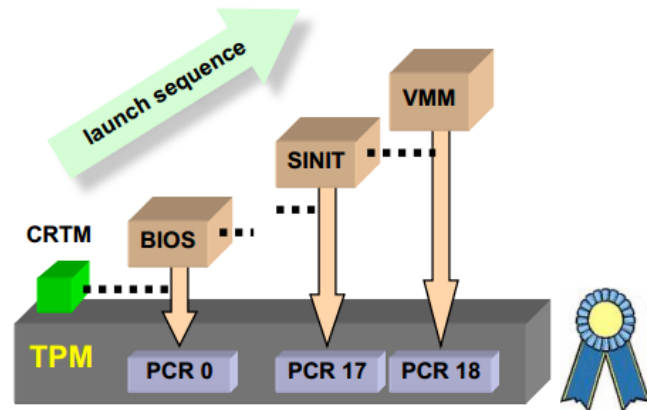 launch sequence
VMM
SINIT
CRTM
BIOS
TPM
PCR 0
PCR 17
PCR 18